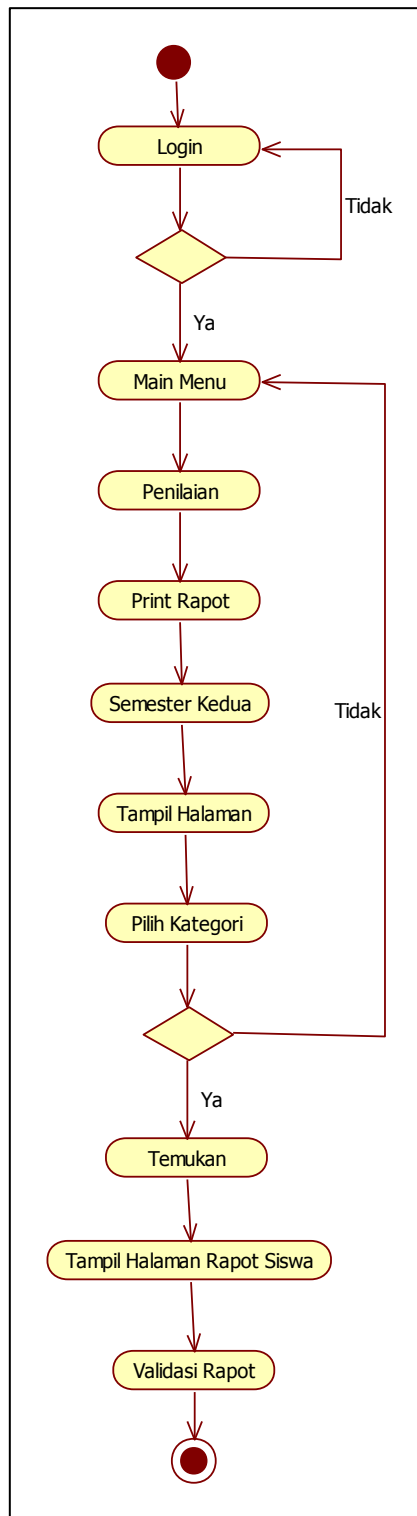 Login
Tidak
Ya
Main Menu
Penilaian
Print Rapot
Semester Kedua
Tidak
Tampil Halaman
Pilih Kategori
Ya
Temukan
Tampil Halaman Rapot Siswa
Validasi Rapot